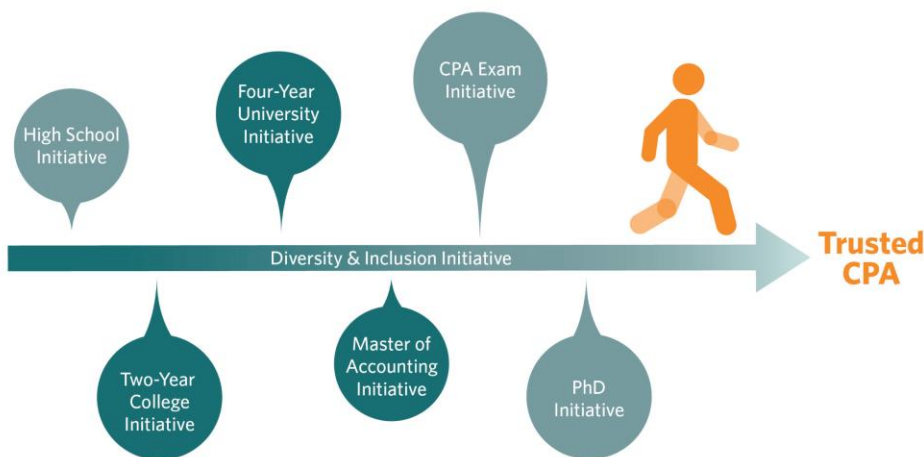 High School
Initiative
Four-Year
University
Initiative
CPA Exam
Initiative
Diversity & Inclusion Initiative
Trusted
CPA
Two-Year
College
Initiative
Master of
Accounting
Initiative
PhD
Initiative